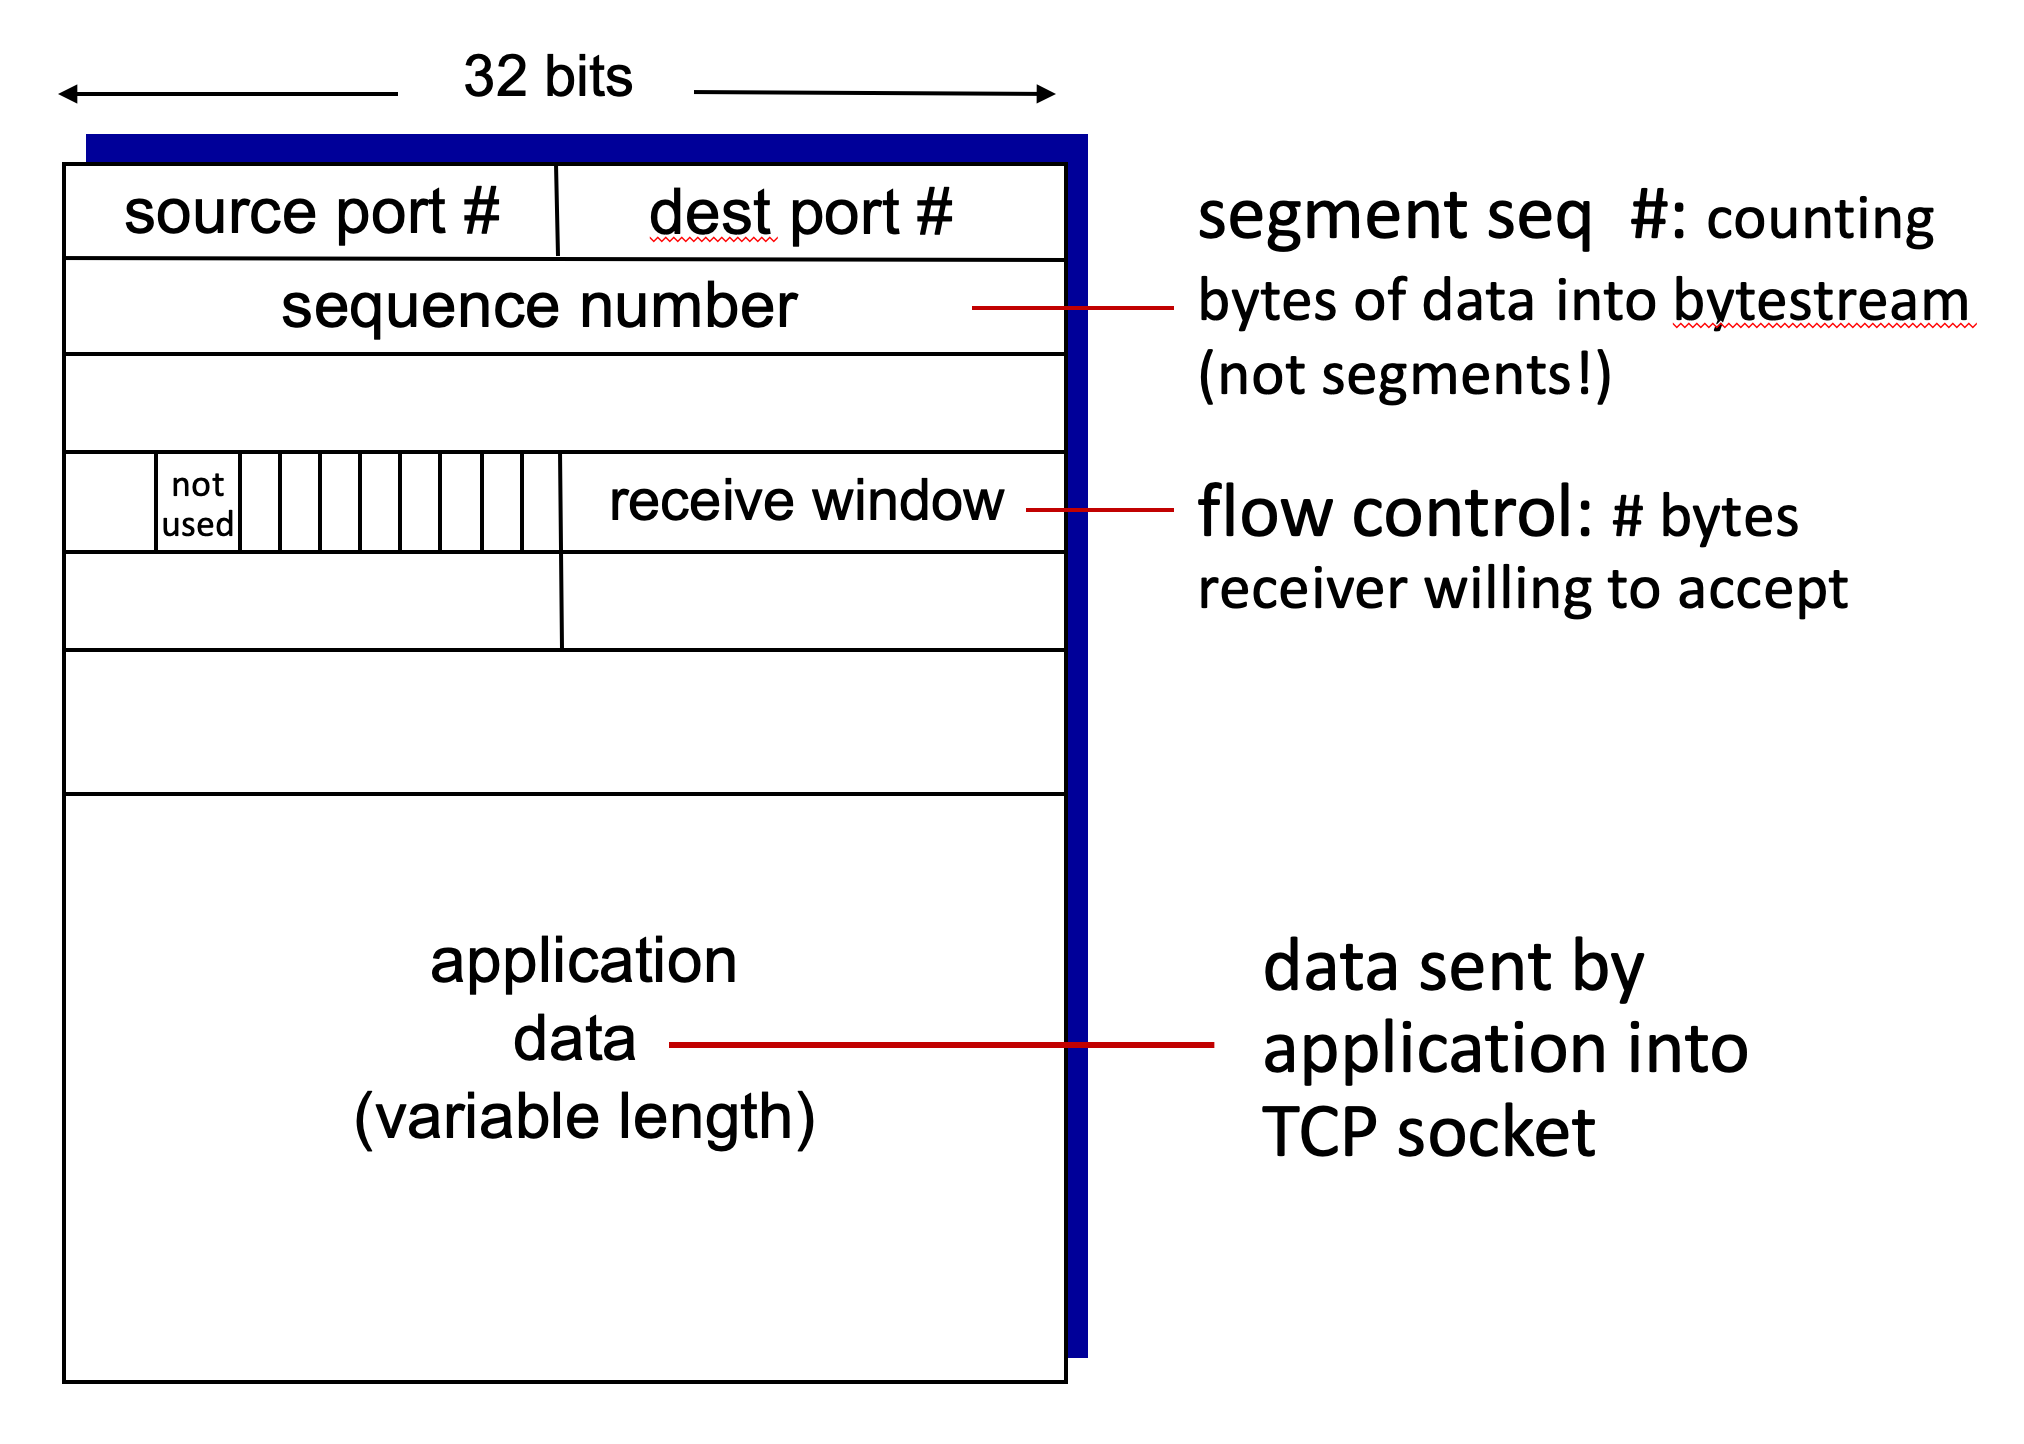 32 bits
source port #
dest port #
segment seq #: counting
sequence number
bytes of data into bytestream
(not segments!)
not
used
receive window
flow control: # bytes
receiver willing to accept
application
data
(variable length)
data sent by
application into
TCP socket